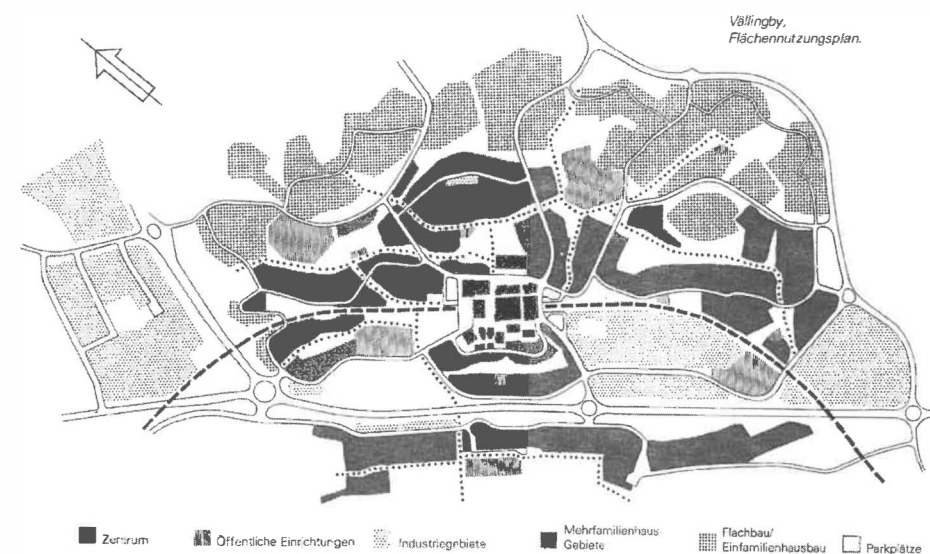 Vällingby,
Flächennutzungsplan.
Zentrum
Öffentliche Einrichtungen
Industriegebiete
Mehrfamilienhaus
Gebiete
Flachbau/
Einfamilienhausbau
Parkplätze